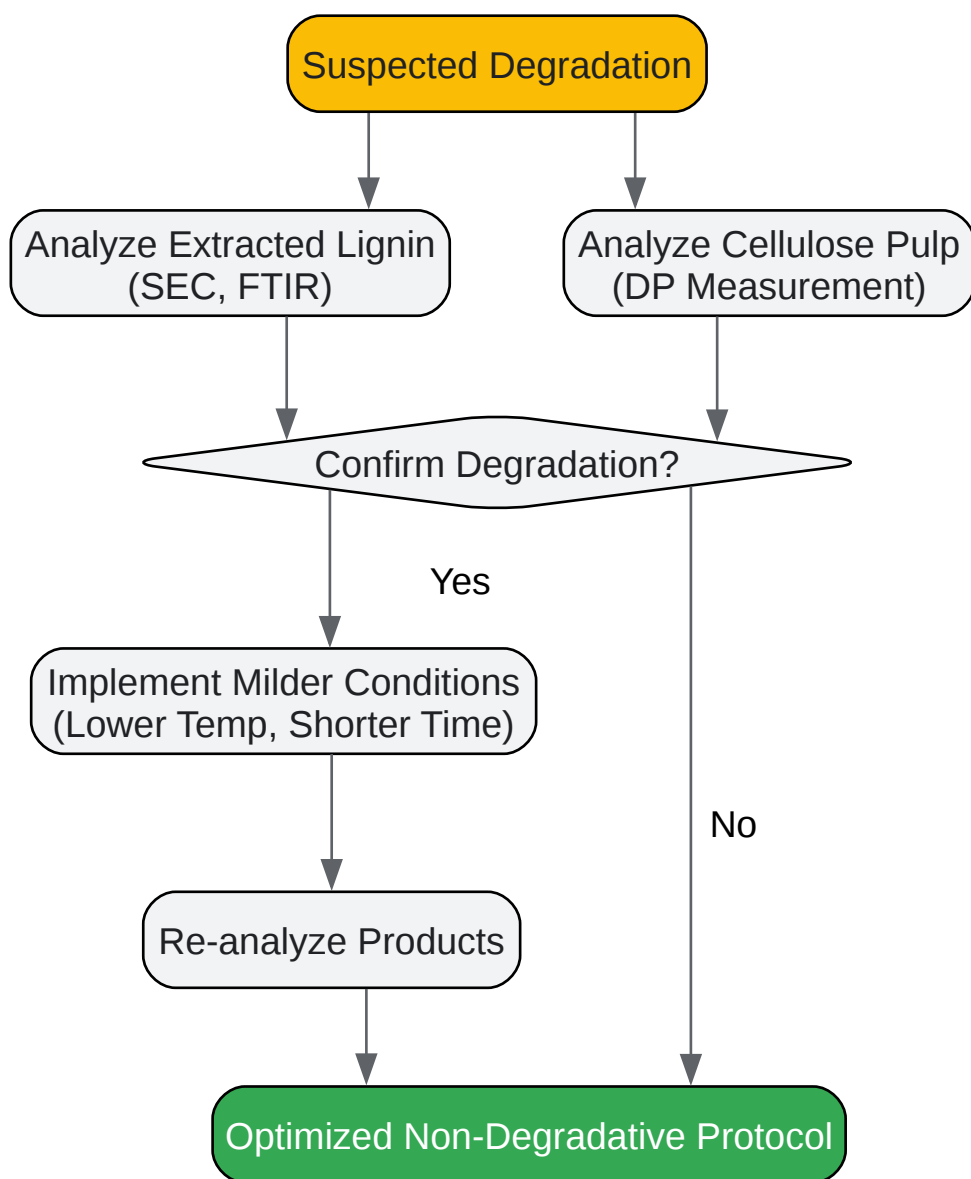 Suspected Degradation
Analyze Extracted Lignin
(SEC, FTIR)
Analyze Cellulose Pulp
(DP Measurement)
Confirm Degradation?
Yes
Implement Milder Conditions
(Lower Temp, Shorter Time)
No
Re-analyze Products
Optimized Non-Degradative Protocol